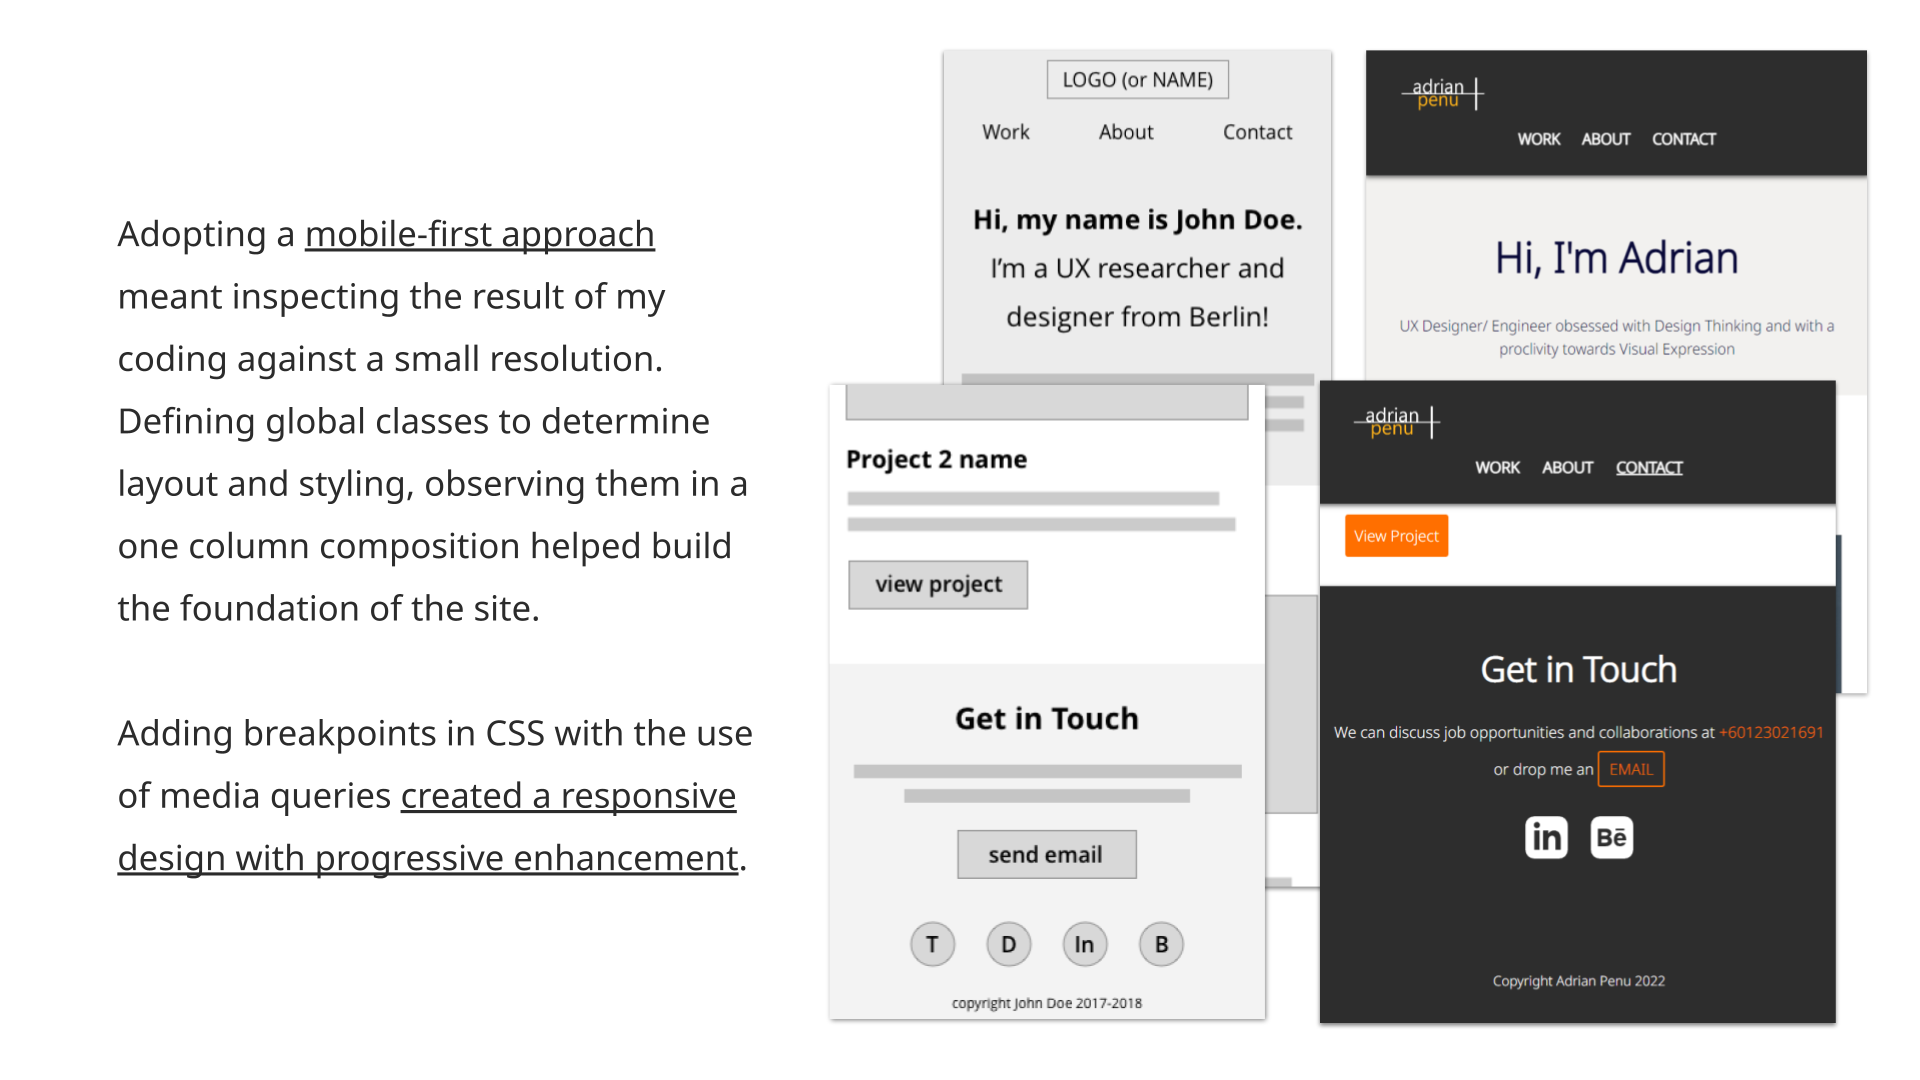 Adopting a mobile-first approach
meant inspecting the result of my
coding against a small resolution.
Defining global classes to determine
layout and styling, observing them in a
one column composition helped build
the foundation of the site.
Adding breakpoints in CSS with the use
of media queries created a responsive
design with progressive enhancement.
LOGO (or NAME)
Work About Contact
Hi, my name is John Doe.
I’m a UX researcher and
designer from Berlin!
Project 2 name
view project
Get in Touch
send email
T D In B
copyright John Doe 2017-2018
adrian
penu
WORK ABOUT CONTACT
Hi, I'm Adrian
UX Designer/ Engineer obsessed with Design Thinking and with a
proclivity towards Visual Expression
adrian
penu
WORK ABOUT CONTACT
View Project
Get in Touch
We can discuss job opportunities and collaborations at +60123021691
or drop me an EMAIL
in Bē
Copyright Adrian Penu 2022